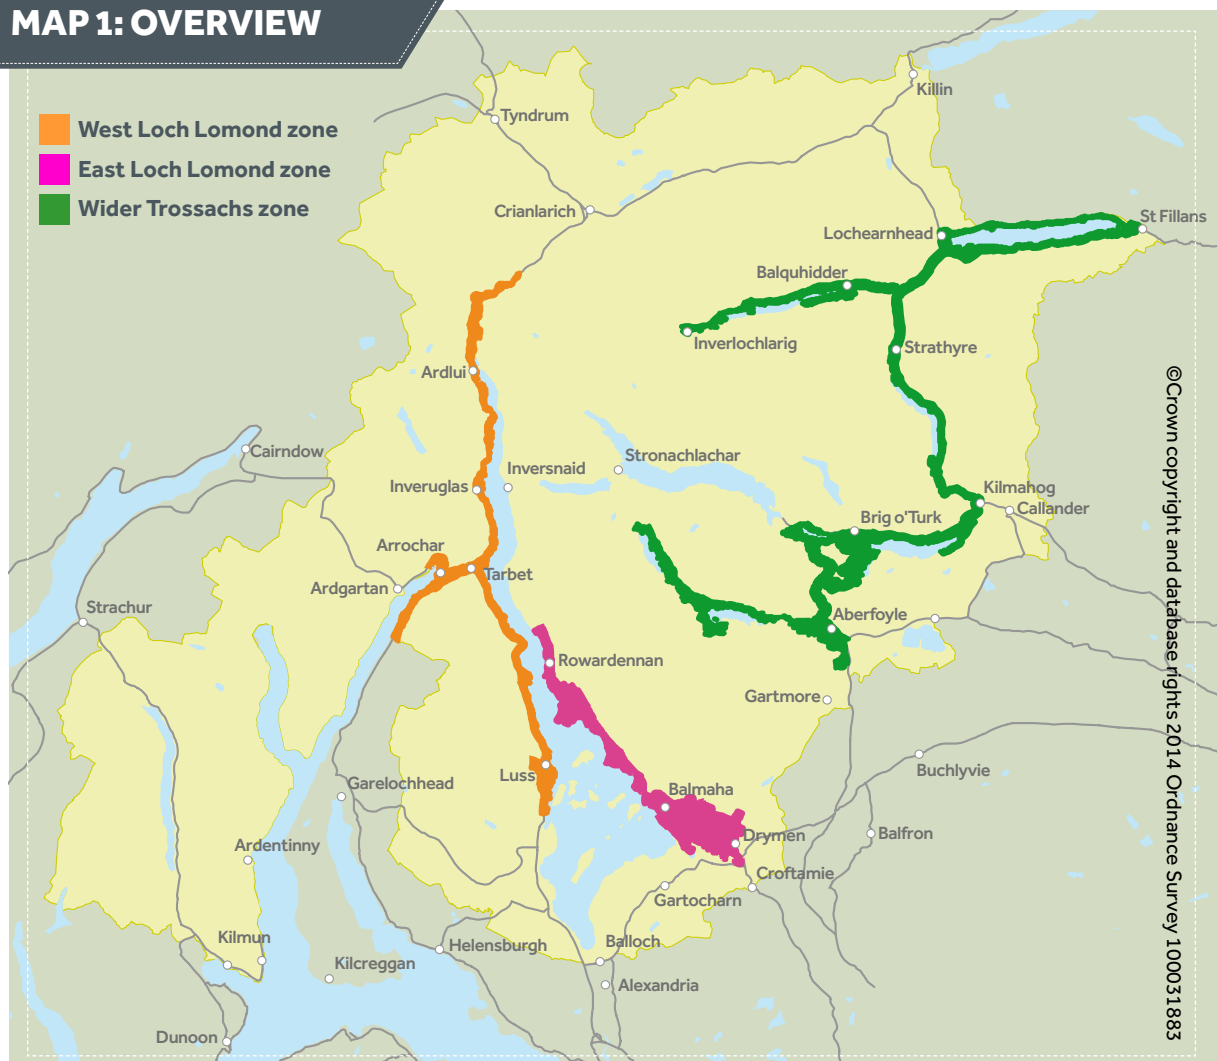 MAP 1: OVERVIEW
West Loch Lomond zone
East Loch Lomond zone
Wider Trossachs zone
Killin
Tyndrum
Crianlarich
St Fillans
Lochearnhead
Balquhidder
Inverlochlarig
Strathyre
Ardlui
Cairndow
Stronachlachar
Inversnaid
Inveruglas
Kilmahog
Callander
Brig o'Turk
Arrochar
Tarbet
Ardgartan
Strachur
Aberfoyle
Rowardennan
Gartmore
Buchlyvie
Luss
Garelochhead
Balmaha
Drymen
Balfron
Ardentinny
Croftamie
Gartocharn
Kilmun
Helensburgh
Balloch
Kilcreggan
Alexandria
Dunoon
©Crown copyright and database rights 2014 Ordnance Survey 100031883